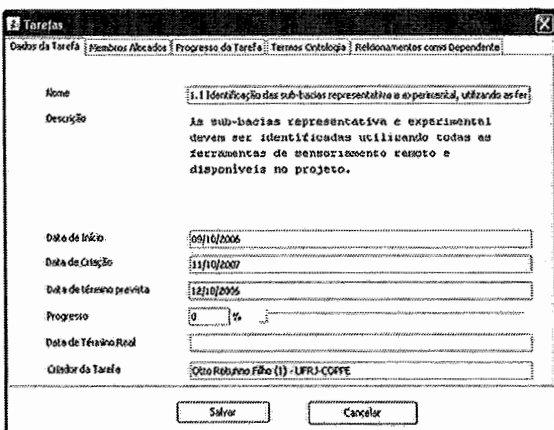 Tarefas
Dados da Tarefa Membros Alocados Progresso da Tarefa Termos Ontologia Relcionamentos como Dependente
Nome 1.1 Identificação das sub-bacias representativa e experimental, utilizando as fer
Descrição As sub-bacias representativa e experimental
devem ser identificadas utilizando todas as
ferramentas de sensoriamento remoto e
disponíveis no projeto.
Data de Início 09/10/2006
Data de Criação 11/10/2007
Data de término prevista 12/10/2006
Progresso 0 %
Data de Término Real
Criador da Tarefa Otto Rotunno Filho (1) - UFRJ-COPPE
Salvar Cancelar